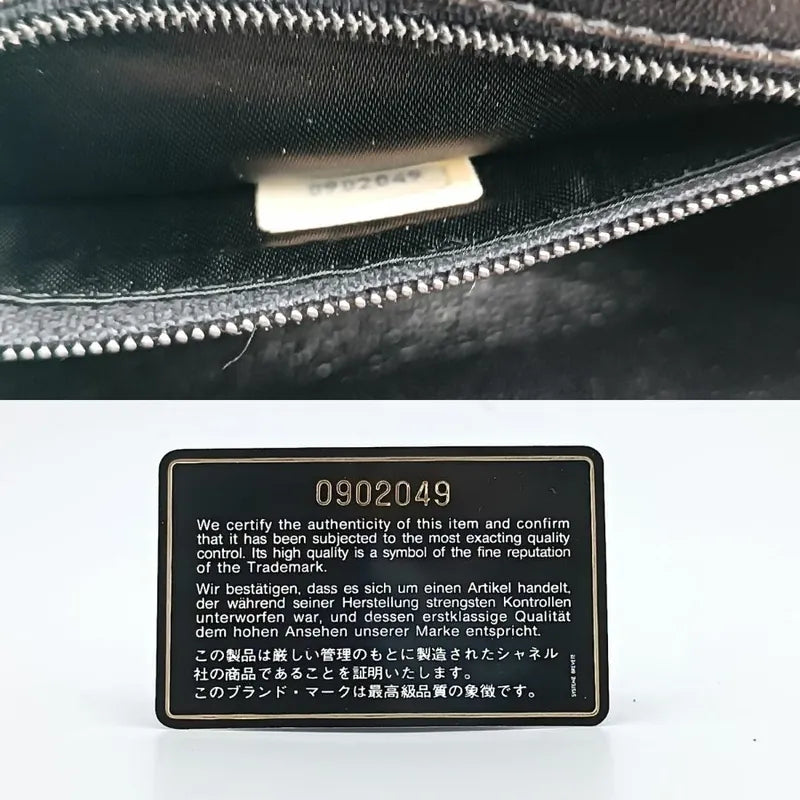 0902049
0902049
We certify the authenticity of this item and confirm
that it has been subjected to the most exacting quality
control. Its high quality is a symbol of the fine reputation
of the Trademark.
Wir bestätigen, dass es sich um einen Artikel handelt,
der während seiner Herstellung strengsten Kontrollen
unterworfen war, und dessen erstklassige Qualität
dem hohen Ansehen unserer Marke entspricht.
この製品は厳しい管理のもとに製造されたシャネル
社の商品であることを証明いたします。
このブランド・マークは最高級品質の象徴です。
SYSTEME BREVETE